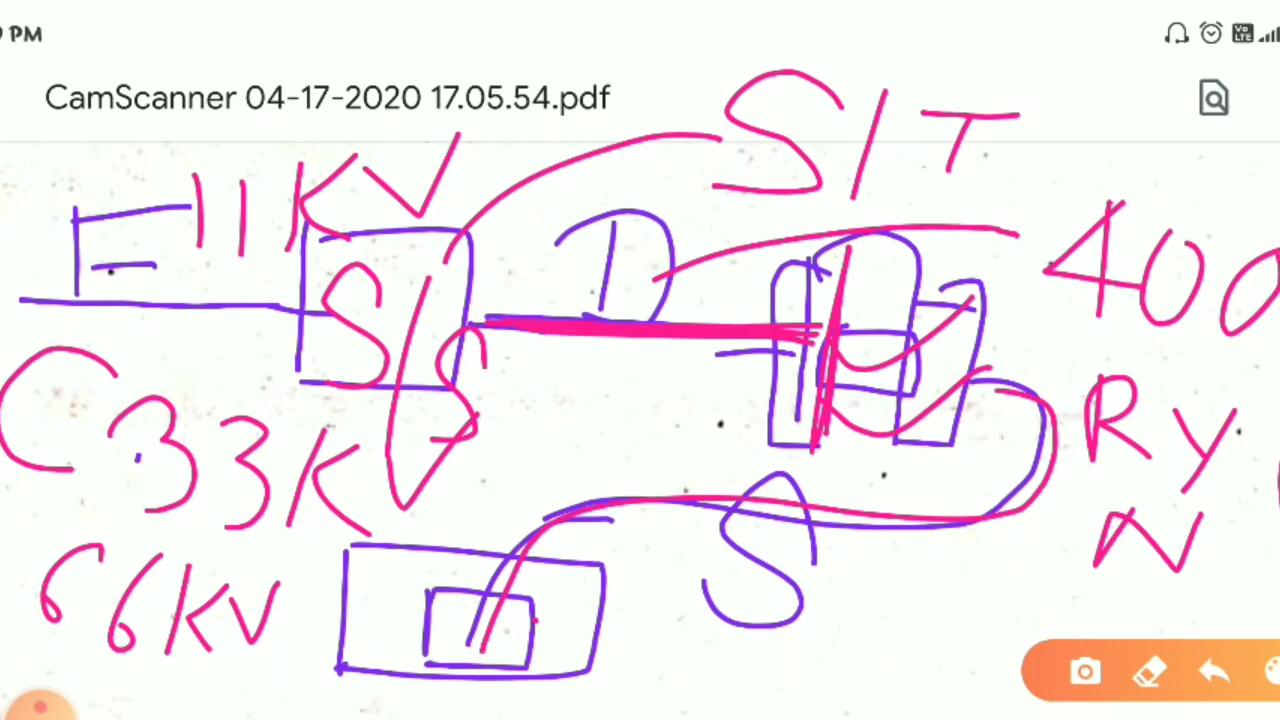 PM
CamScanner 04-17-2020 17.05.54.pdf
S/T
11KV
F
S/S
D
400
33KV
RY
N
66KV
S